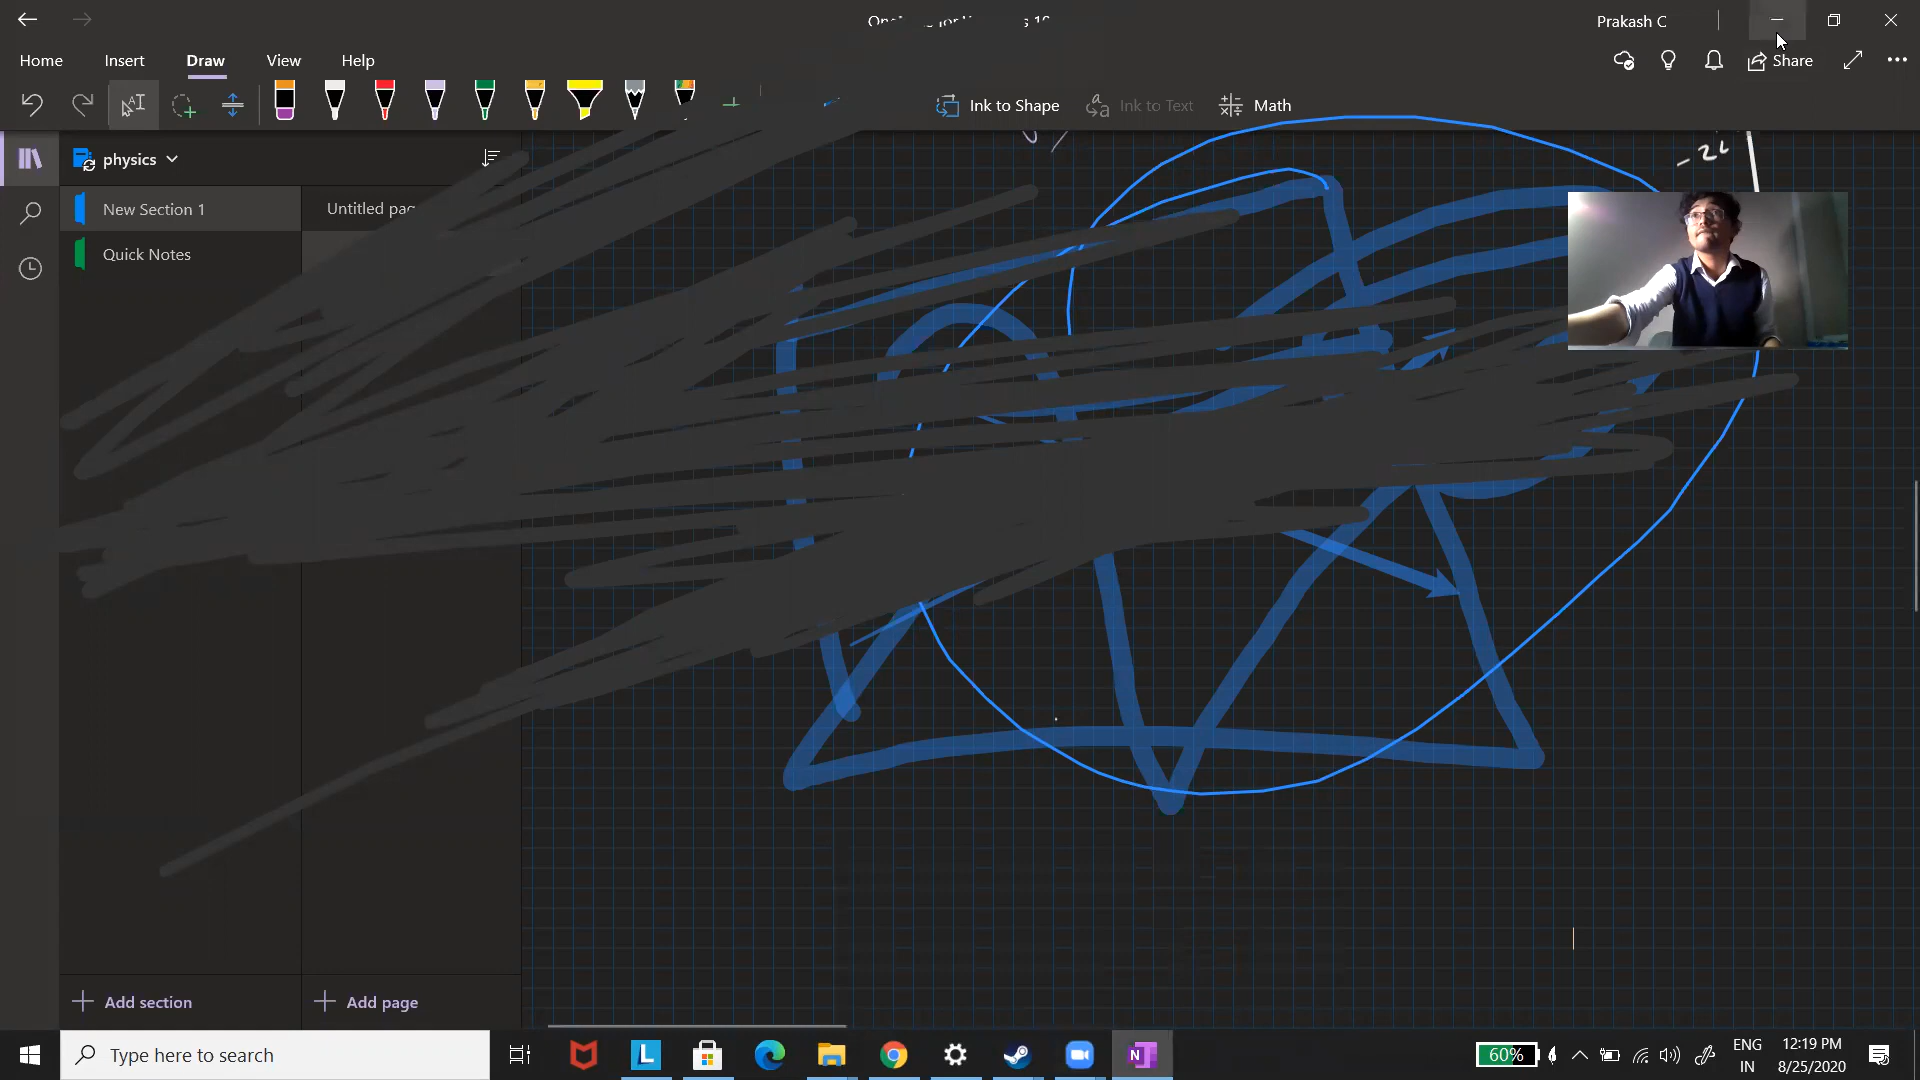 Prakash C
Home Insert Draw View Help
Share
Ink to Shape Ink to Text Math
physics
New Section 1
Untitled
Quick Notes
Add section
Add page
Type here to search
L
N
60%
ENG
IN
12:19 PM
8/25/2020